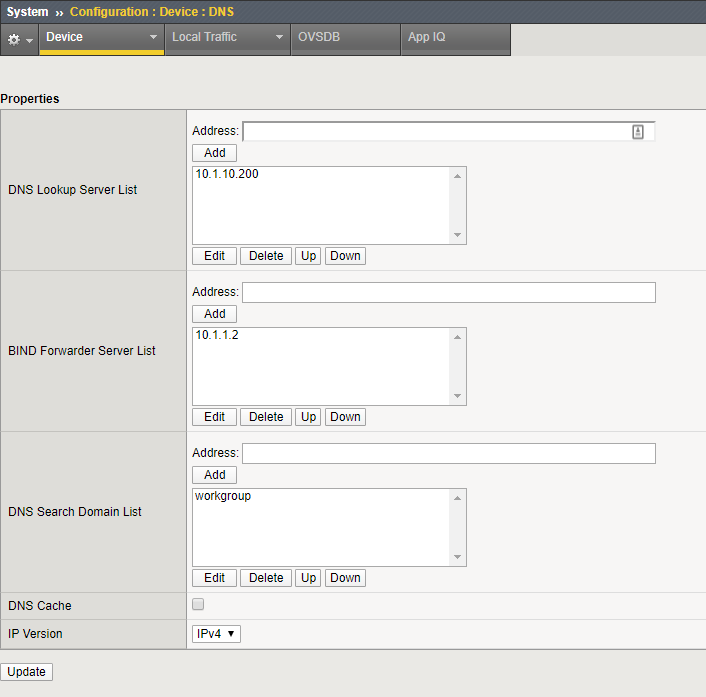 System ›› Configuration : Device : DNS
Device Local Traffic OVSDB App IQ
Properties
DNS Lookup Server List
Address:
Add
10.1.10.200
Edit Delete Up Down
BIND Forwarder Server List
Address:
Add
10.1.1.2
Edit Delete Up Down
DNS Search Domain List
Address:
Add
workgroup
Edit Delete Up Down
DNS Cache
IP Version IPv4
Update